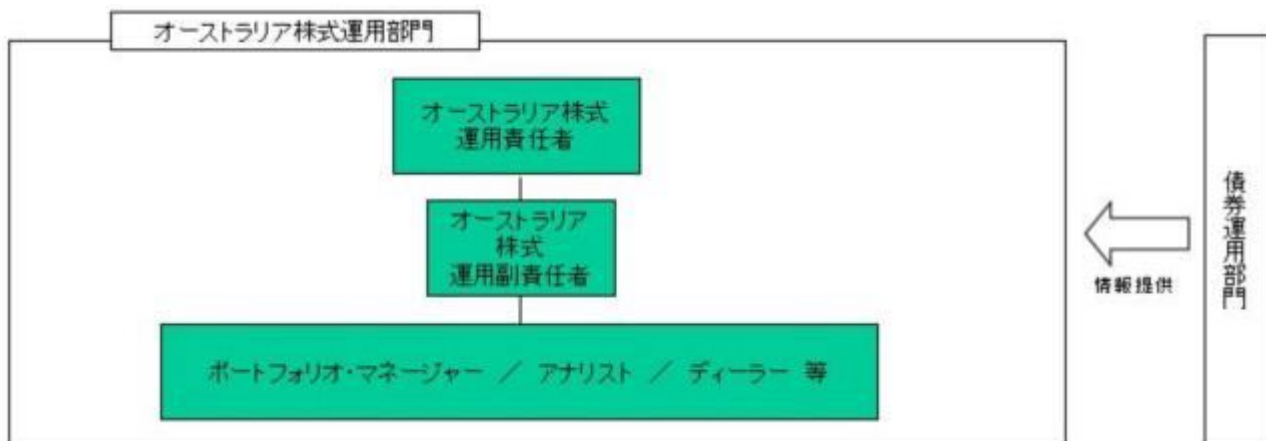 オーストラリア株式運用部門
オーストラリア株式
運用責任者
オーストラリア
株式
運用副責任者
ポートフォリオ・マネージャー ／ アナリスト ／ ディーラー 等
情報提供
債券運用部門